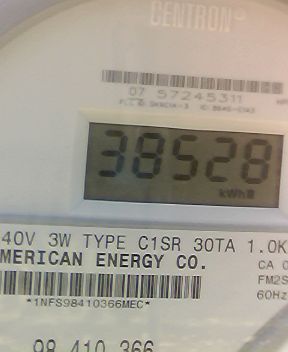 CENTRON®
07 57245311
38528
kWh
40V 3W TYPE C1SR 30TA 1.0K
MERICAN ENERGY CO.
CA 0
FM2S
60Hz
*1NFS98410366MEC*
98 410 366